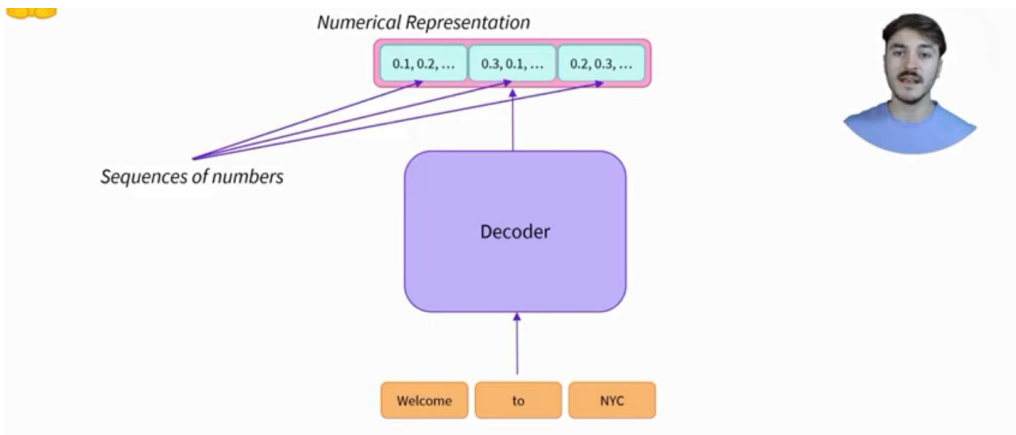 Numerical Representation
0.1, 0.2, ... 0.3, 0.1, ... 0.2, 0.3, ...
Sequences of numbers
Decoder
Welcome to NYC